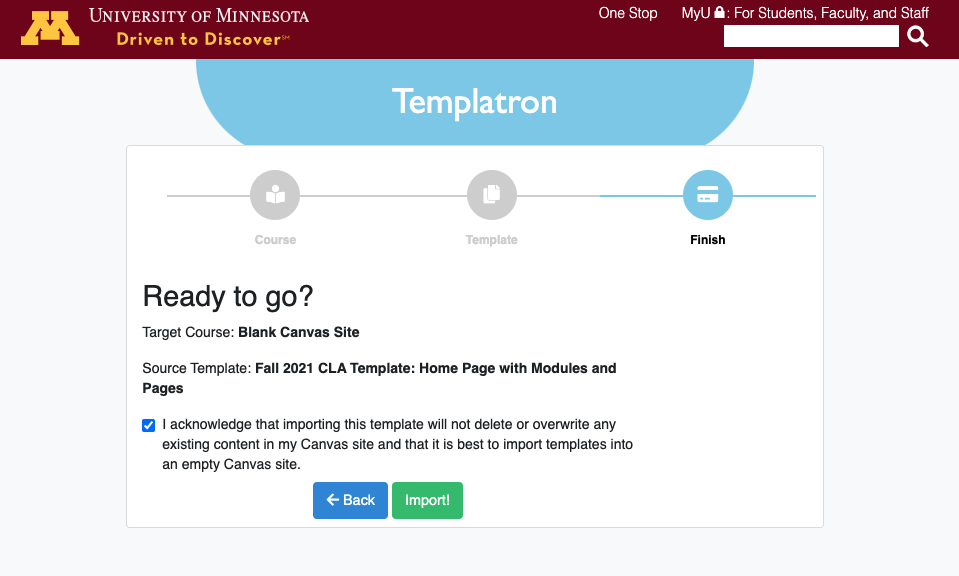 University of Minnesota
Driven to Discover℠
One Stop
MyU : For Students, Faculty, and Staff
Templatron
Course
Template
Finish
Ready to go?
Target Course: Blank Canvas Site
Source Template: Fall 2021 CLA Template: Home Page with Modules and
Pages
I acknowledge that importing this template will not delete or overwrite any
existing content in my Canvas site and that it is best to import templates into
an empty Canvas site.
Back
Import!